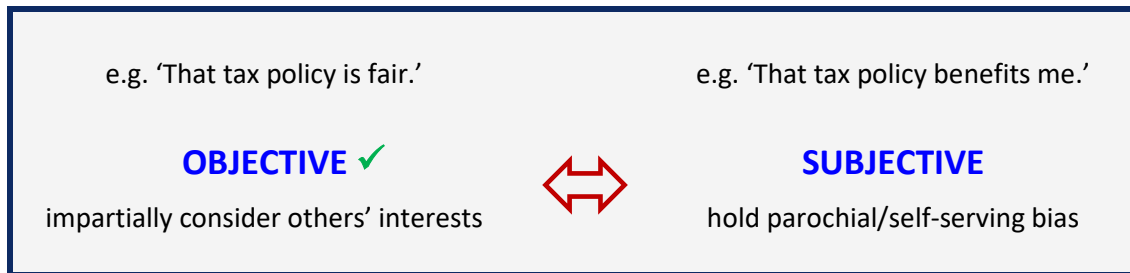 e.g. ‘That tax policy is fair.’
OBJECTIVE ✓
impartially consider others’ interests
e.g. ‘That tax policy benefits me.’
SUBJECTIVE
hold parochial/self-serving bias